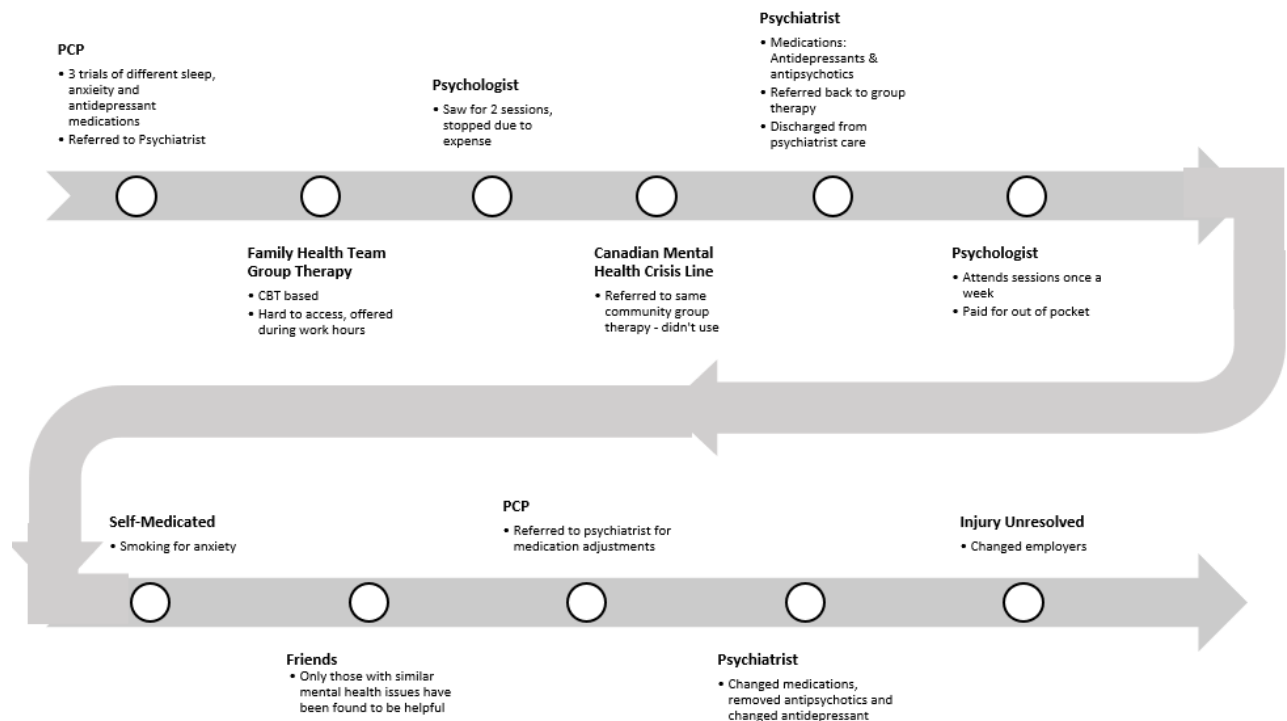 PCP
• 3 trials of different sleep,
anxiety and
antidepressant
medications
• Referred to Psychiatrist
Family Health Team
Group Therapy
• CBT based
• Hard to access, offered
during work hours
Psychologist
• Saw for 2 sessions,
stopped due to
expense
Canadian Mental
Health Crisis Line
• Referred to same
community group
therapy - didn't use
Psychiatrist
• Medications:
Antidepressants &
antipsychotics
• Referred back to group
therapy
• Discharged from
psychiatrist care
Psychologist
• Attends sessions once a
week
• Paid for out of pocket
Self-Medicated
• Smoking for anxiety
Friends
• Only those with similar
mental health issues have
been found to be helpful
PCP
• Referred to psychiatrist for
medication adjustments
Psychiatrist
• Changed medications,
removed antipsychotics and
changed antidepressant
Injury Unresolved
• Changed employers